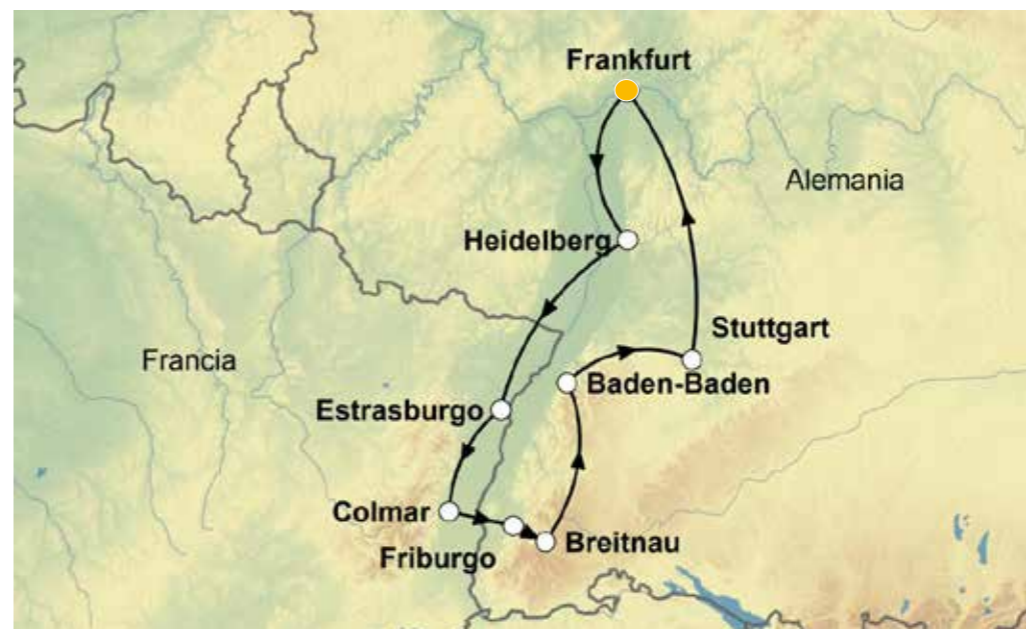 Frankfurt
Alemania
Heidelberg
Stuttgart
Francia
Baden-Baden
Estrasburgo
Colmar
Friburgo
Breitnau